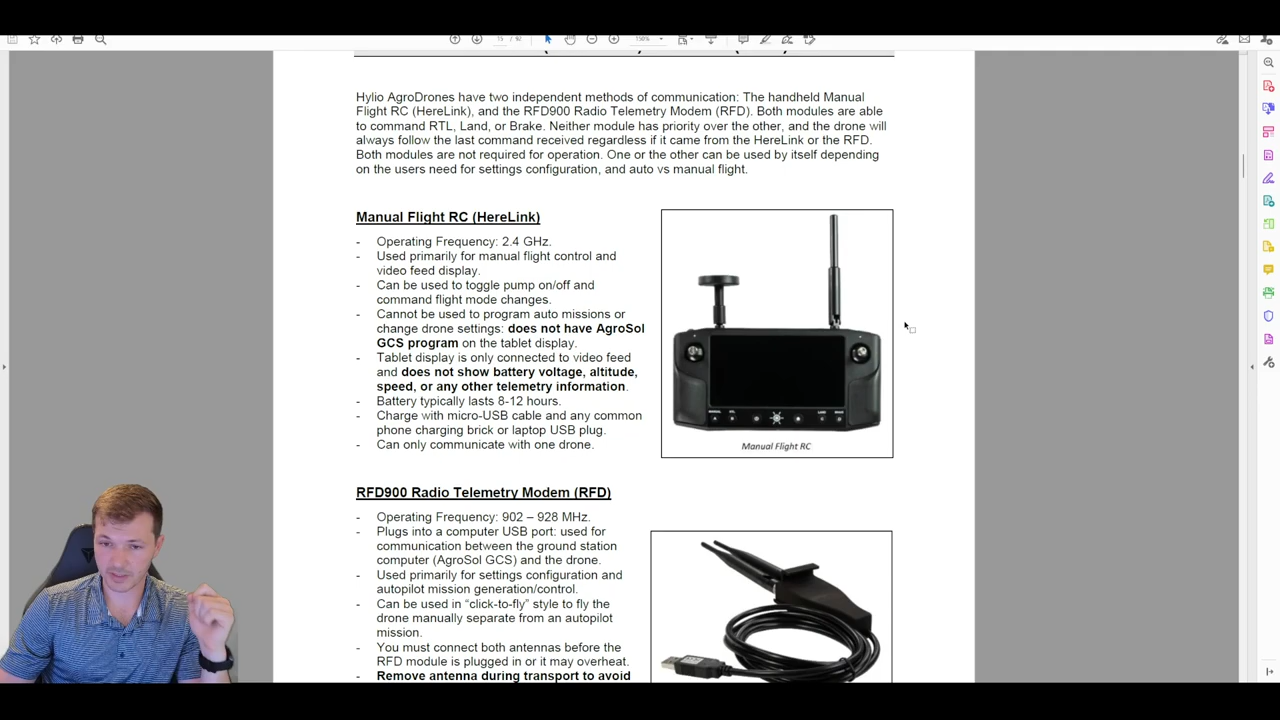 15 / 92
150%
Hylio AgroDrones have two independent methods of communication: The handheld Manual
Flight RC (HereLink), and the RFD900 Radio Telemetry Modem (RFD). Both modules are able
to command RTL, Land, or Brake. Neither module has priority over the other, and the drone will
always follow the last command received regardless if it came from the HereLink or the RFD.
Both modules are not required for operation. One or the other can be used by itself depending
on the users need for settings configuration, and auto vs manual flight.
Manual Flight RC (HereLink)
- Operating Frequency: 2.4 GHz.
- Used primarily for manual flight control and
video feed display.
- Can be used to toggle pump on/off and
command flight mode changes.
- Cannot be used to program auto missions or
change drone settings: does not have AgroSol
GCS program on the tablet display.
- Tablet display is only connected to video feed
and does not show battery voltage, altitude,
speed, or any other telemetry information.
- Battery typically lasts 8-12 hours.
- Charge with micro-USB cable and any common
phone charging brick or laptop USB plug.
- Can only communicate with one drone.
Manual Flight RC
RFD900 Radio Telemetry Modem (RFD)
- Operating Frequency: 902 – 928 MHz.
- Plugs into a computer USB port: used for
communication between the ground station
computer (AgroSol GCS) and the drone.
- Used primarily for settings configuration and
autopilot mission generation/control.
- Can be used in “click-to-fly” style to fly the
drone manually separate from an autopilot
mission.
- You must connect both antennas before the
RFD module is plugged in or it may overheat.
- Remove antenna during transport to avoid